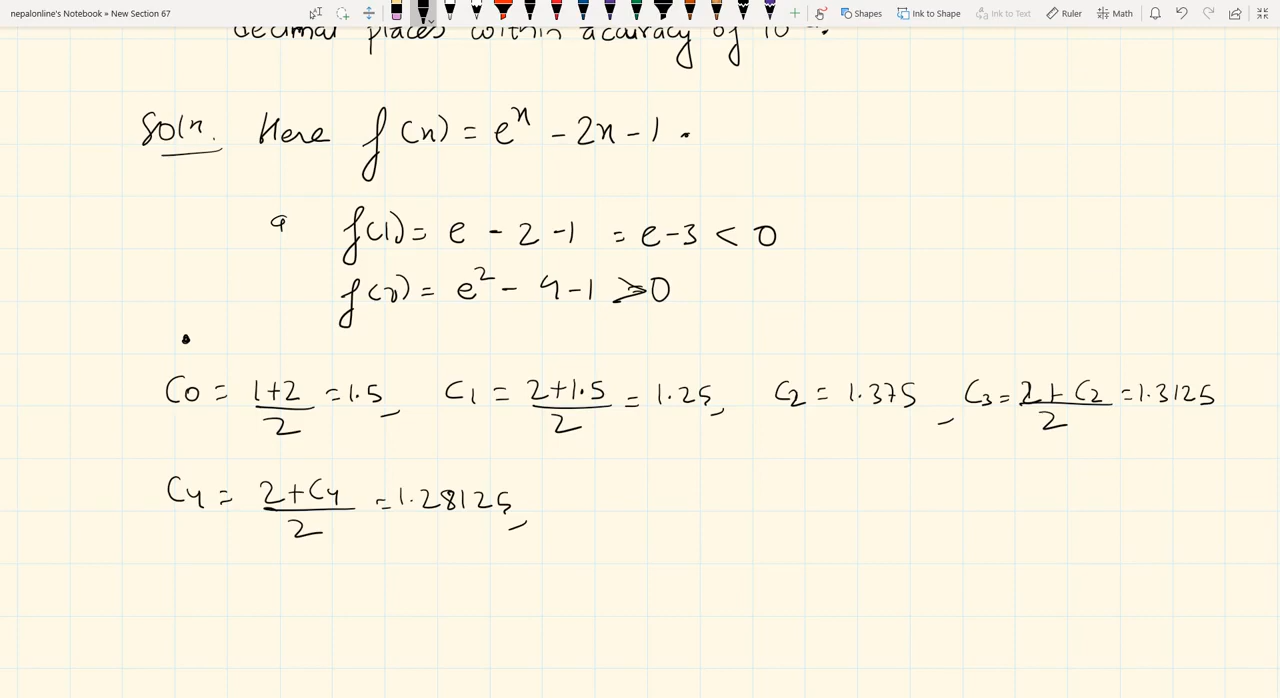 nepalonline's Notebook » New Section 67
Shapes Ink to Shape Ink to Text Ruler Math
decimal places within accuracy of 10
Soln. Here f(x) = e^x - 2x - 1 .
f(1) = e - 2 - 1 = e - 3 < 0
f(2) = e^2 - 4 - 1 > 0
C0 = (1+2)/2 = 1.5, C1 = (2+1.5)/2 = 1.25, C2 = 1.375, C3 = (2+C2)/2 = 1.3125
C4 = (2+C4)/2 = 1.28125,